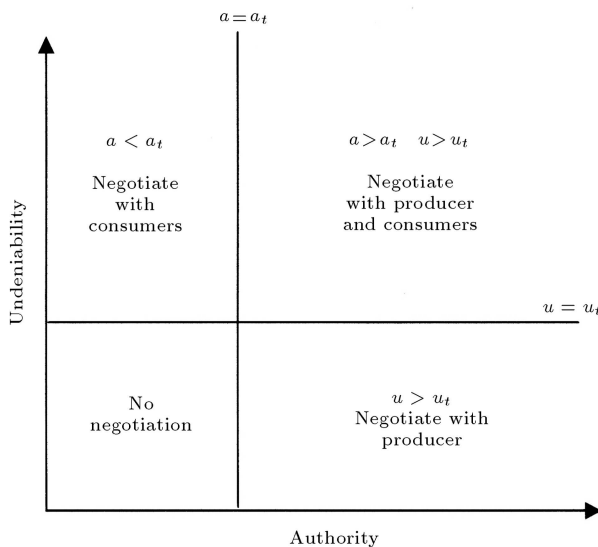 a = a_t
a < a_t
Negotiate
with
consumers
a > a_t u > u_t
Negotiate
with producer
and consumers
Undeniability
u = u_t
No
negotiation
u > u_t
Negotiate with
producer
Authority